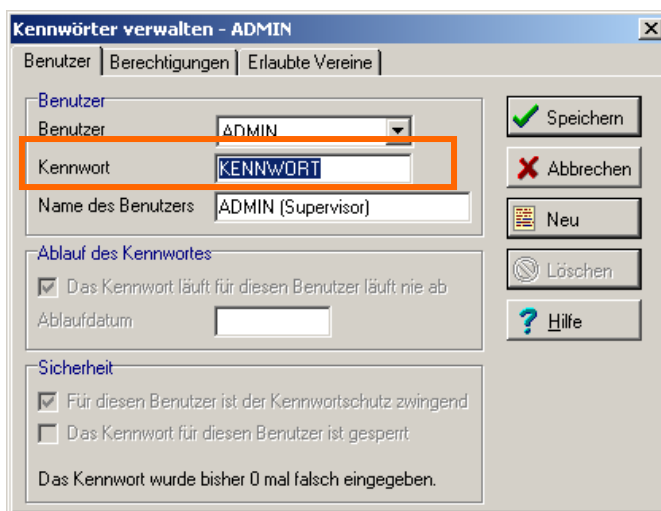 Kennwörter verwalten - ADMIN
Benutzer Berechtigungen Erlaubte Vereine
Benutzer
Benutzer ADMIN
Kennwort KENNWORT
Name des Benutzers ADMIN (Supervisor)
Ablauf des Kennwortes
Das Kennwort läuft für diesen Benutzer läuft nie ab
Ablaufdatum
Sicherheit
Für diesen Benutzer ist der Kennwortschutz zwingend
Das Kennwort für diesen Benutzer ist gesperrt
Das Kennwort wurde bisher 0 mal falsch eingegeben.
Speichern
Abbrechen
Neu
Löschen
Hilfe